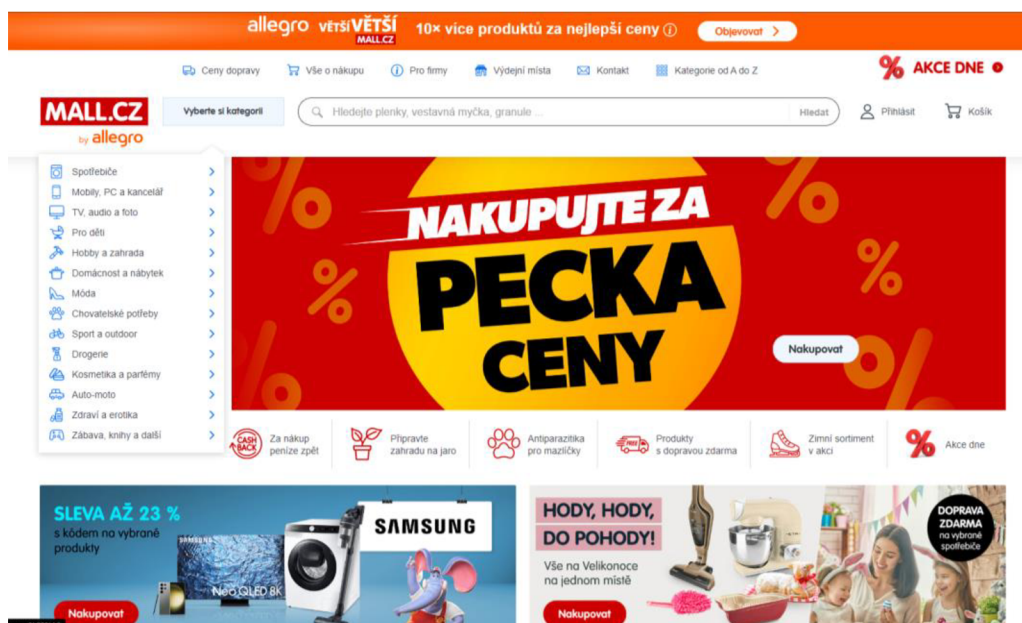 allegro VĚTŠÍ VĚTŠÍ 10× více produktů za nejlepší ceny Objevovat
MALL.CZ
Ceny dopravy Vše o nákupu Pro firmy Výdejní místa Kontakt Kategorie od A do Z % AKCE DNE
MALL.CZ
by allegro
Vyberte si kategorii
Hledejte plenky, vestavná myčka, granule ...
Hledat
Přihlásit
Košík
Spotřebiče
Mobily, PC a kancelář
TV, audio a foto
Pro děti
Hobby a zahrada
Domácnost a nábytek
Móda
Chovatelské potřeby
Sport a outdoor
Drogerie
Kosmetika a parfémy
Auto-moto
Zdraví a erotika
Zábava, knihy a další
NAKUPUJTE ZA
PECKA
CENY
Nakupovat
CASH
BACK
Za nákup
peníze zpět
Připravte
zahradu na jaro
Antiparazitika
pro mazlíčky
FREE
Produkty
s dopravou zdarma
Zimní sortiment
v akci
%
Akce dne
SLEVA AŽ 23 %
s kódem na vybrané
produkty
SAMSUNG
SAMSUNG
Neo QLED 8K
Nakupovat
HODY, HODY,
DO POHODY!
Vše na Velikonoce
na jednom místě
Nakupovat
DOPRAVA
ZDARMA
na vybrané
spotřebiče